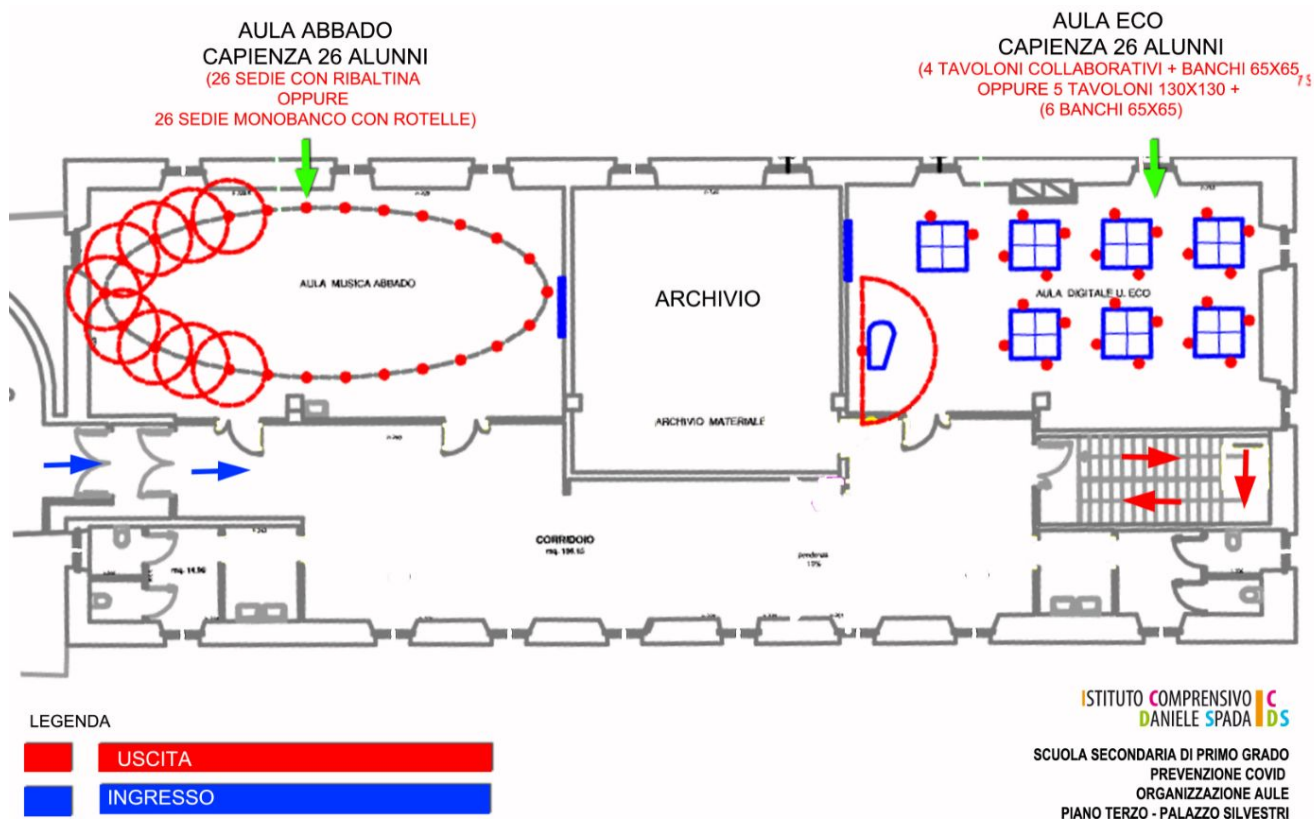 AULA ABBADO
CAPIENZA 26 ALUNNI
(26 SEDIE CON RIBALTINA
OPPURE
26 SEDIE MONOBANCO CON ROTELLE)
AULA ECO
CAPIENZA 26 ALUNNI
(4 TAVOLONI COLLABORATIVI + BANCHI 65X65
OPPURE 5 TAVOLONI 130X130 +
(6 BANCHI 65X65)
AULA MUSICA ABBADO
ARCHIVIO
AULA DIGITALE U. ECO
ARCHIVIO MATERIALE
CORRIDOIO
pendenza
10%
LEGENDA
USCITA
INGRESSO
ISTITUTO COMPRENSIVO C
DANIELE SPADA DS
SCUOLA SECONDARIA DI PRIMO GRADO
PREVENZIONE COVID
ORGANIZZAZIONE AULE
PIANO TERZO - PALAZZO SILVESTRI